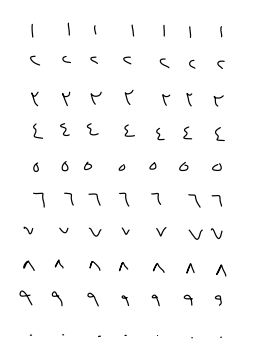 ١ ١ ١ ١ ١ ١ ١
٢ ٢ ٢ ٢ ٢ ٢ ٢
٣ ٣ ٣ ٣ ٣ ٣ ٣
٤ ٤ ٤ ٤ ٤ ٤ ٤
٥ ٥ ٥ ٥ ٥ ٥ ٥
٦ ٦ ٦ ٦ ٦ ٦ ٦
٧ ٧ ٧ ٧ ٧ ٧ ٧
٨ ٨ ٨ ٨ ٨ ٨ ٨
٩ ٩ ٩ ٩ ٩ ٩ ٩
٠ ٠ ٠ ٠ ٠ ٠ ٠